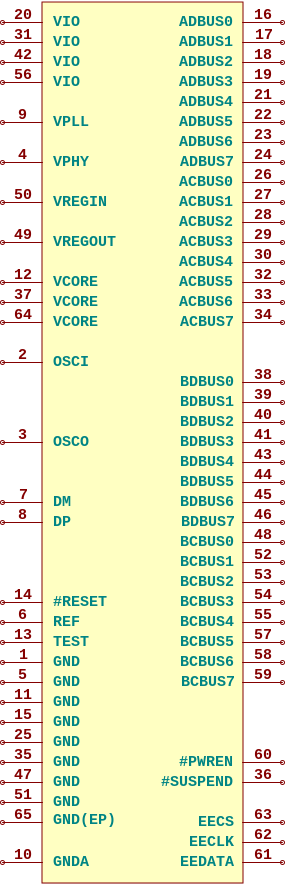 20 VIO ADBUS0 16
31 VIO ADBUS1 17
42 VIO ADBUS2 18
56 VIO ADBUS3 19
ADBUS4 21
9 VPLL ADBUS5 22
ADBUS6 23
4 VPHY ADBUS7 24
ACBUS0 26
50 VREGIN ACBUS1 27
ACBUS2 28
49 VREGOUT ACBUS3 29
ACBUS4 30
12 VCORE ACBUS5 32
37 VCORE ACBUS6 33
64 VCORE ACBUS7 34
2 OSCI
BDBUS0 38
BDBUS1 39
BDBUS2 40
3 OSCO BDBUS3 41
BDBUS4 43
BDBUS5 44
7 DM BDBUS6 45
8 DP BDBUS7 46
BCBUS0 48
BCBUS1 52
BCBUS2 53
14 #RESET BCBUS3 54
6 REF BCBUS4 55
13 TEST BCBUS5 57
1 GND BCBUS6 58
5 GND BCBUS7 59
11 GND
15 GND
25 GND
35 GND #PWREN 60
47 GND #SUSPEND 36
51 GND
65 GND(EP) EECS 63
EECLK 62
10 GNDA EEDATA 61